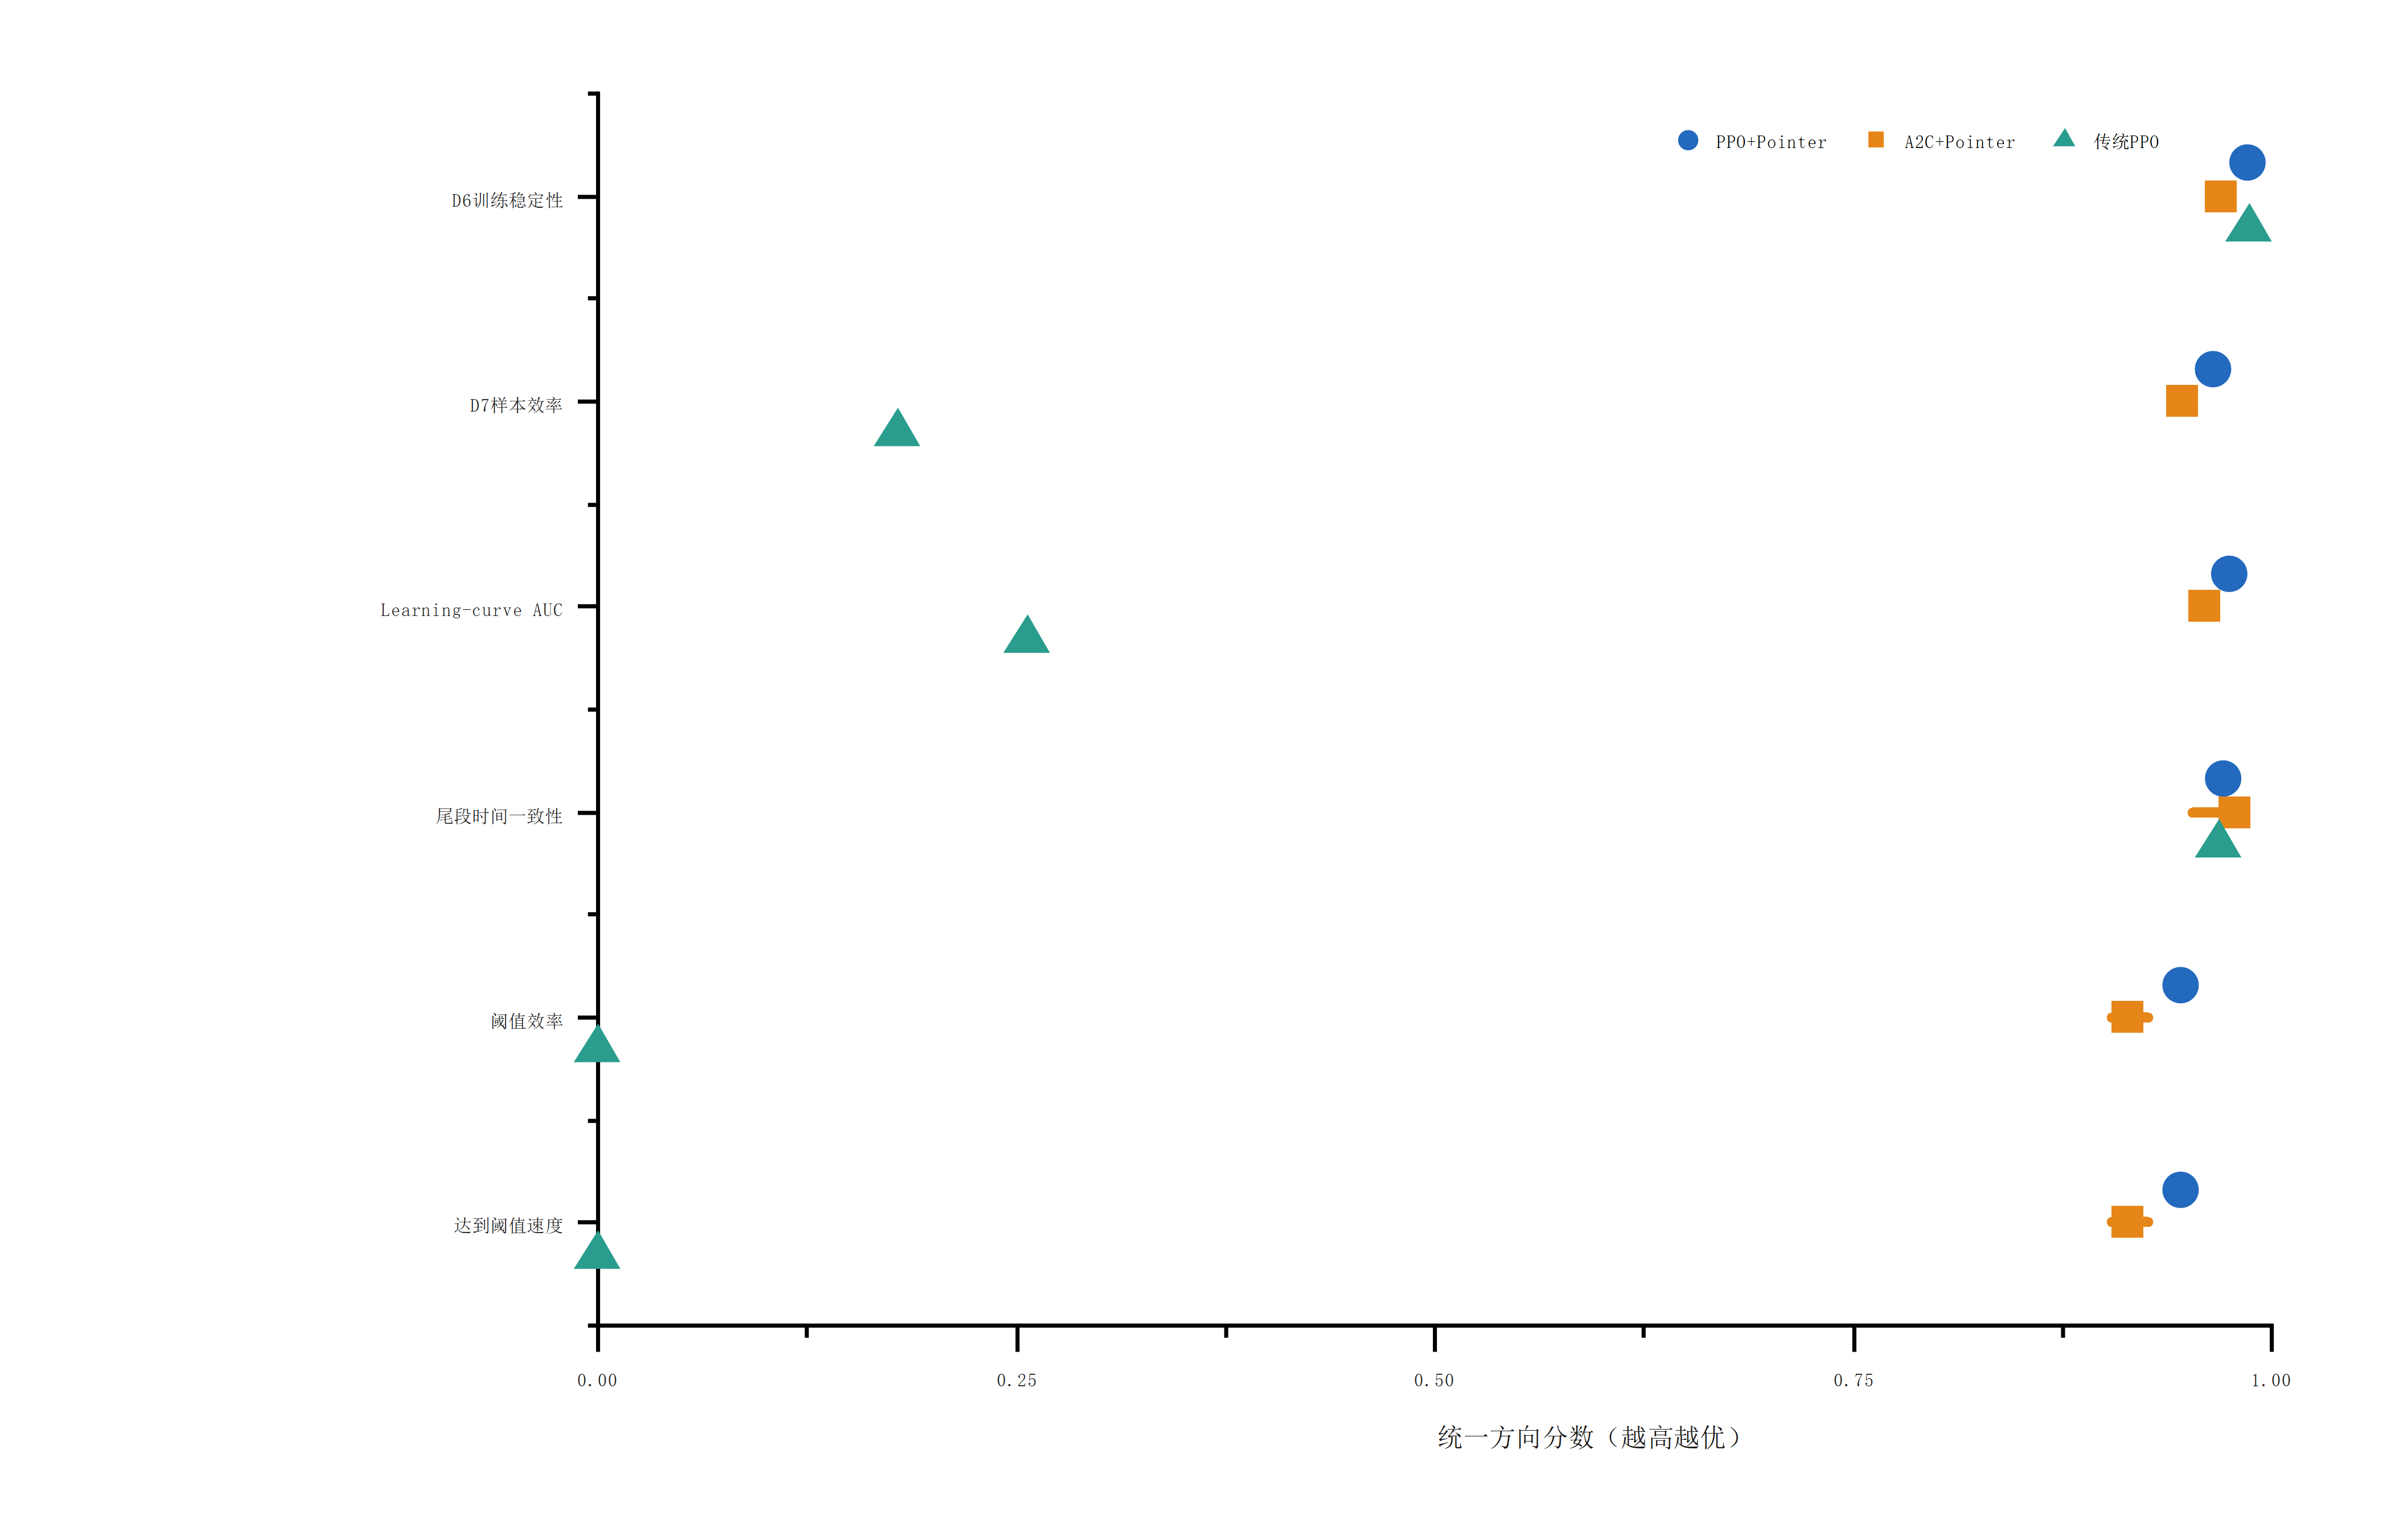 PPO+Pointer A2C+Pointer 传统PPO
D6训练稳定性
D7样本效率
Learning-curve AUC
尾段时间一致性
阈值效率
达到阈值速度
0.00 0.25 0.50 0.75 1.00
统一方向分数（越高越优）